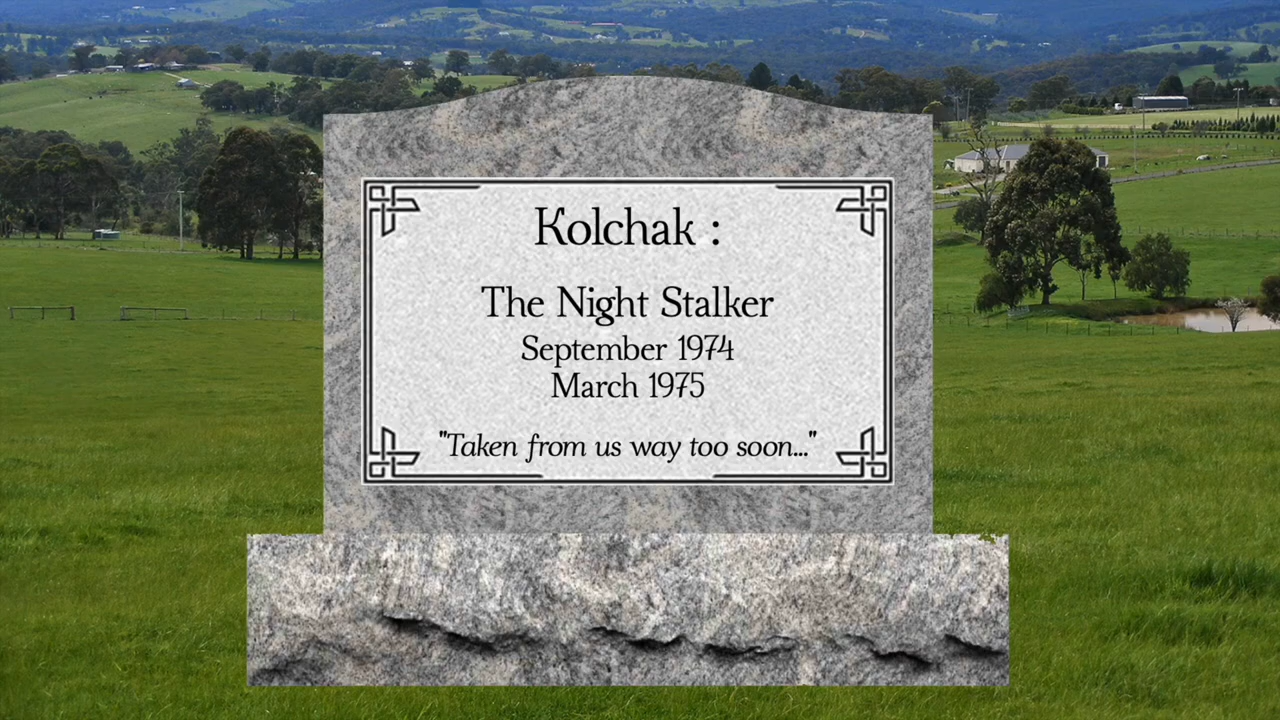 Kolchak :
The Night Stalker
September 1974
March 1975
"Taken from us way too soon..."